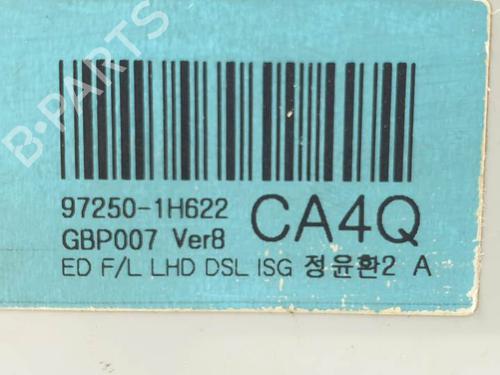 B-PARTS
97250-1H622 CA4Q
GBP007 Ver8
ED F/L LHD DSL ISG 정윤환2 A